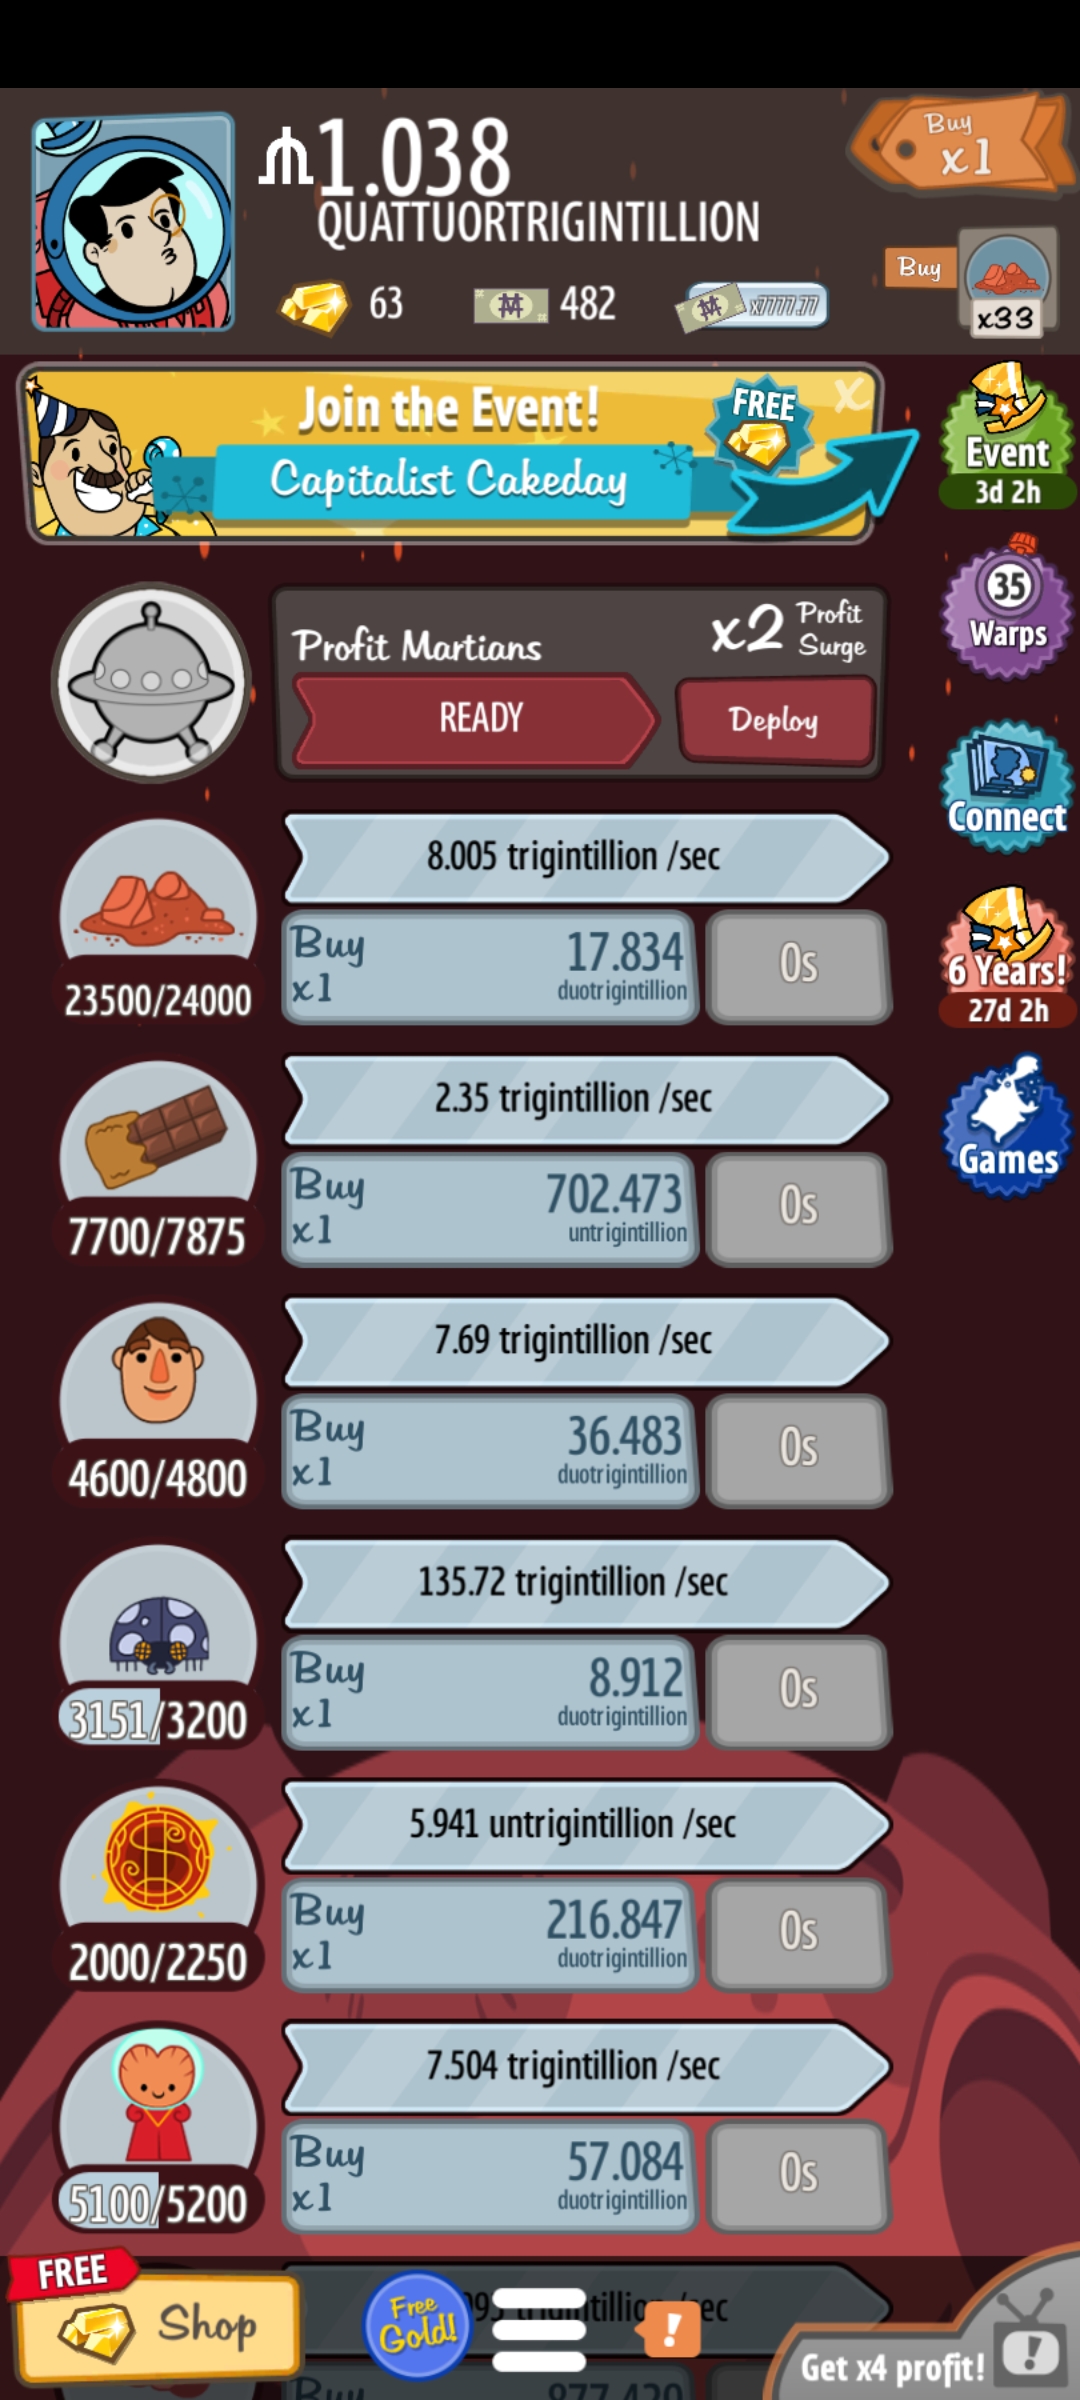 1.038
QUATTUORTRIGINTILLION
Buy
x1
63
482
x7777.77
Buy
x33
Join the Event!
Capitalist Cakeday
FREE
X
Event
3d 2h
35
Warps
Profit Martians
x2 Profit Surge
READY
Deploy
Connect
8.005 trigintillion /sec
Buy x1
17.834
duotrigintillion
0s
23500/24000
6 Years!
27d 2h
2.35 trigintillion /sec
Buy x1
702.473
untrigintillion
0s
7700/7875
Games
7.69 trigintillion /sec
Buy x1
36.483
duotrigintillion
0s
4600/4800
135.72 trigintillion /sec
Buy x1
8.912
duotrigintillion
0s
3151/3200
5.941 untrigintillion /sec
Buy x1
216.847
duotrigintillion
0s
2000/2250
7.504 trigintillion /sec
Buy x1
57.084
duotrigintillion
0s
5100/5200
FREE
Shop
Free Gold!
!
Get x4 profit!
!
Buy